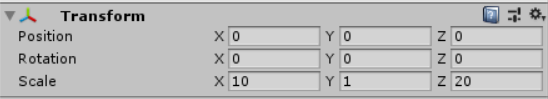 Transform
Position X 0 Y 0 Z 0
Rotation X 0 Y 0 Z 0
Scale X 10 Y 1 Z 20